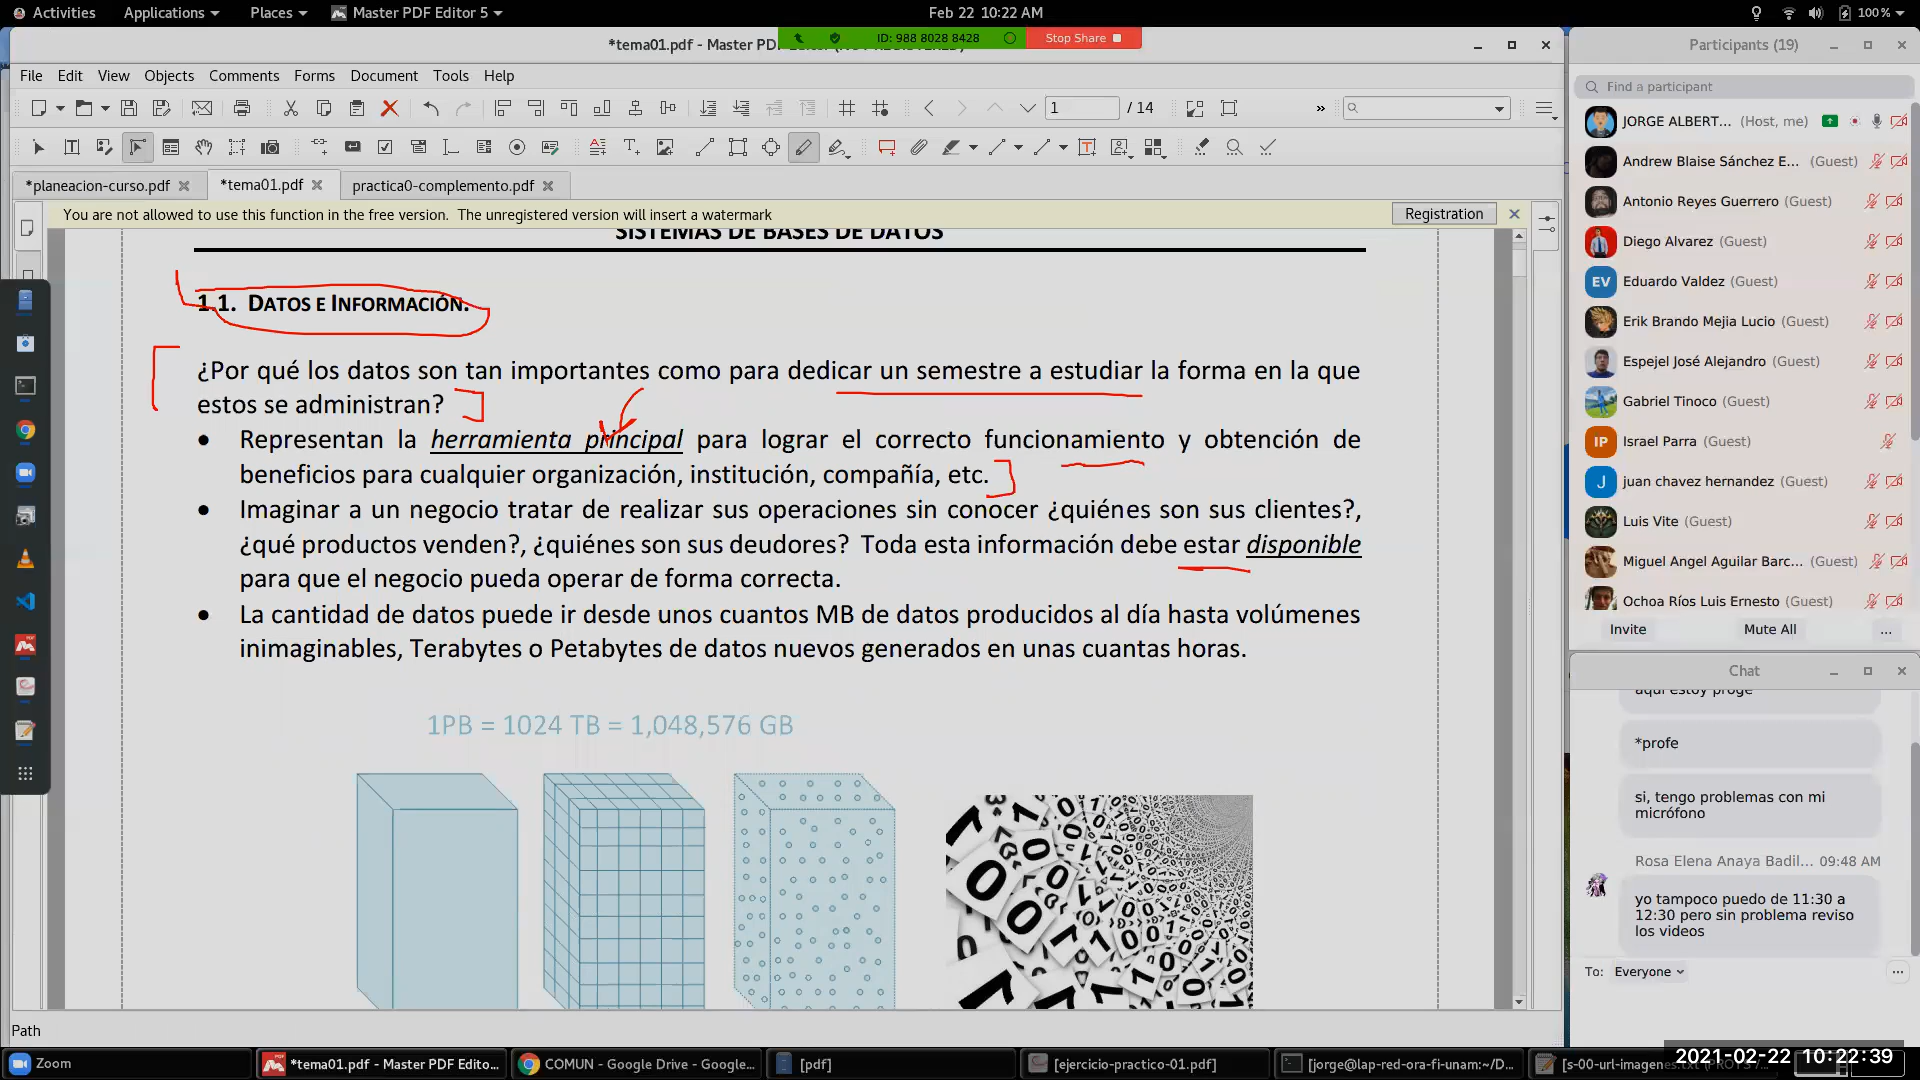 Activities Applications Places Master PDF Editor 5 Feb 22 10:22 AM 100%
*tema01.pdf - Master PD
ID: 988 8028 8428 Stop Share
File Edit View Objects Comments Forms Document Tools Help
1 / 14 »
*planeacion-curso.pdf *tema01.pdf practica0-complemento.pdf
You are not allowed to use this function in the free version. The unregistered version will insert a watermark Registration
SISTEMAS DE BASES DE DATOS
1.1. DATOS E INFORMACIÓN.
¿Por qué los datos son tan importantes como para dedicar un semestre a estudiar la forma en la que
estos se administran?
• Representan la herramienta principal para lograr el correcto funcionamiento y obtención de
beneficios para cualquier organización, institución, compañía, etc.
• Imaginar a un negocio tratar de realizar sus operaciones sin conocer ¿quiénes son sus clientes?,
¿qué productos venden?, ¿quiénes son sus deudores? Toda esta información debe estar disponible
para que el negocio pueda operar de forma correcta.
• La cantidad de datos puede ir desde unos cuantos MB de datos producidos al día hasta volúmenes
inimaginables, Terabytes o Petabytes de datos nuevos generados en unas cuantas horas.
1PB = 1024 TB = 1,048,576 GB
Path
Participants (19)
Find a participant
JORGE ALBERT... (Host, me)
Andrew Blaise Sánchez E... (Guest)
Antonio Reyes Guerrero (Guest)
Diego Alvarez (Guest)
EV Eduardo Valdez (Guest)
Erik Brando Mejia Lucio (Guest)
Espejel José Alejandro (Guest)
Gabriel Tinoco (Guest)
IP Israel Parra (Guest)
J juan chavez hernandez (Guest)
Luis Vite (Guest)
Miguel Angel Aguilar Barc... (Guest)
Ochoa Ríos Luis Ernesto (Guest)
Invite Mute All ...
Chat
aqui estoy proge
*profe
si, tengo problemas con mi
micrófono
Rosa Elena Anaya Badil... 09:48 AM
yo tampoco puedo de 11:30 a
12:30 pero sin problema reviso
los videos
To: Everyone
Zoom *tema01.pdf - Master PDF Edito... COMUN - Google Drive - Google... [pdf] [ejercicio-practico-01.pdf] [jorge@lap-red-ora-fi-unam:~/D... [s-00-url-imagenes.txt
2021-02-22 10:22:39